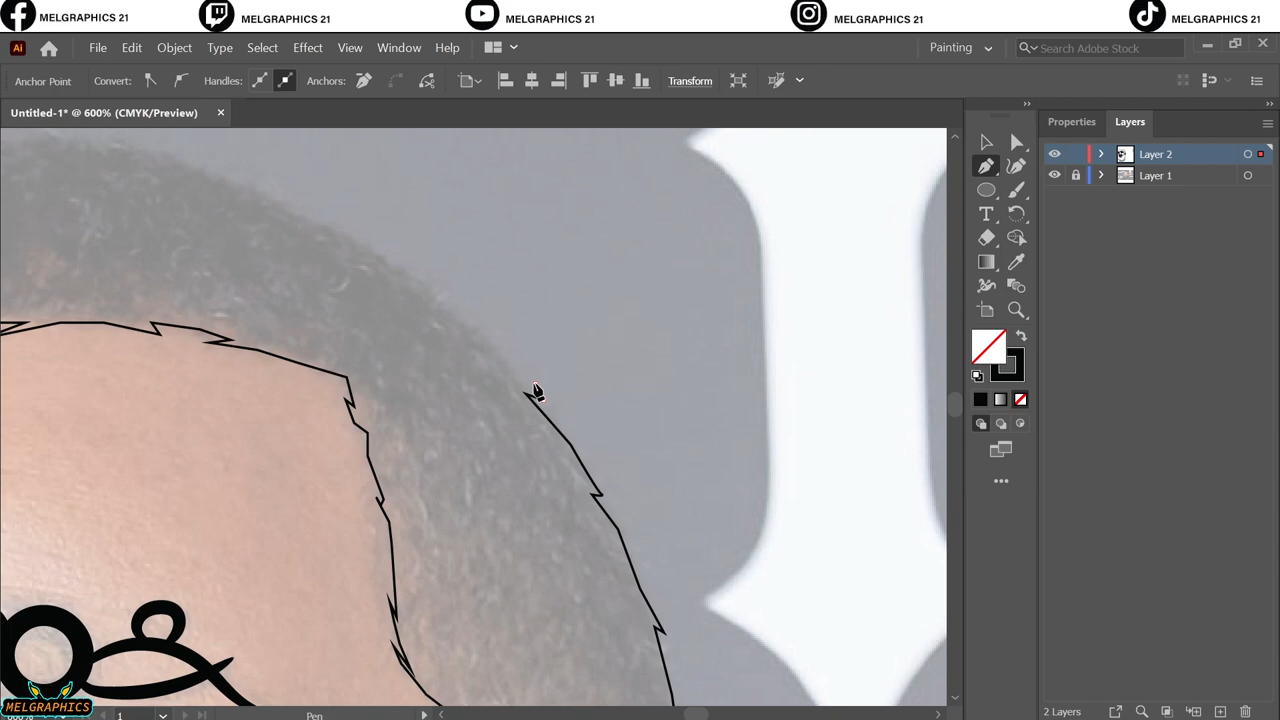 MELGRAPHICS 21 MELGRAPHICS 21 MELGRAPHICS 21 MELGRAPHICS 21 MELGRAPHICS 21
Ai File Edit Object Type Select Effect View Window Help Painting Search Adobe Stock
Anchor Point Convert: Handles: Anchors: Transform
Untitled-1* @ 600% (CMYK/Preview) ×
Properties Layers
Layer 2
Layer 1
MELGRAPHICS
1 Pen
2 Layers